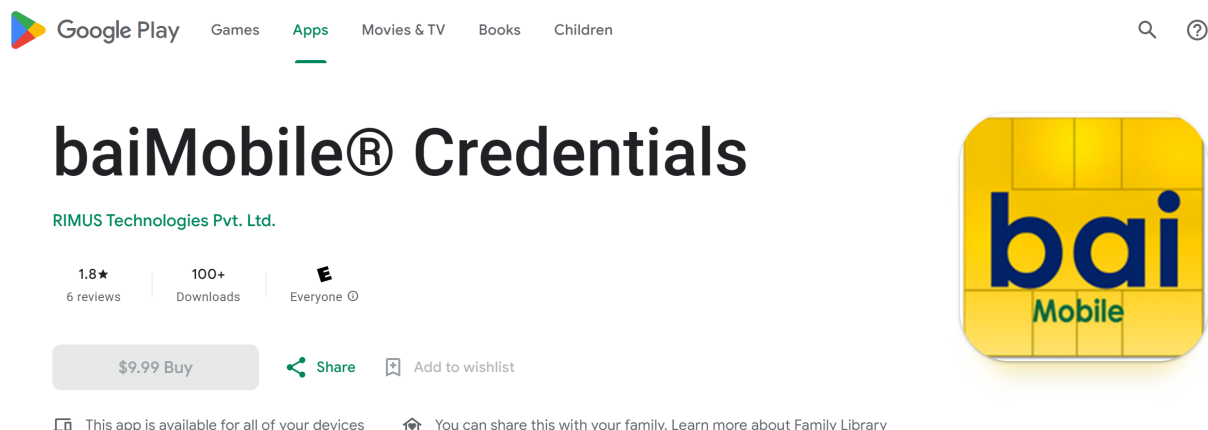 Google Play Games Apps Movies & TV Books Children
baiMobile® Credentials
RIMUS Technologies Pvt. Ltd.
1.8★ 100+ E
6 reviews Downloads Everyone
$9.99 Buy Share Add to wishlist
This app is available for all of your devices You can share this with your family. Learn more about Family Library
bai
Mobile